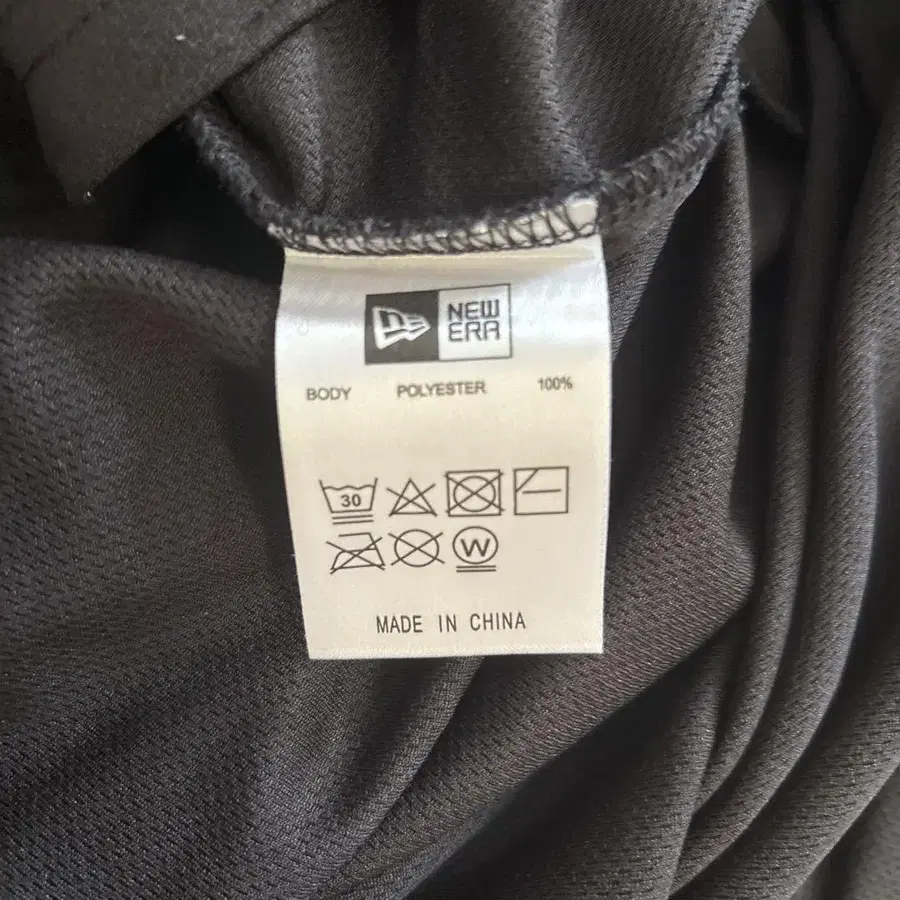 NEW
ERA
BODY POLYESTER 100%
30
W
MADE IN CHINA